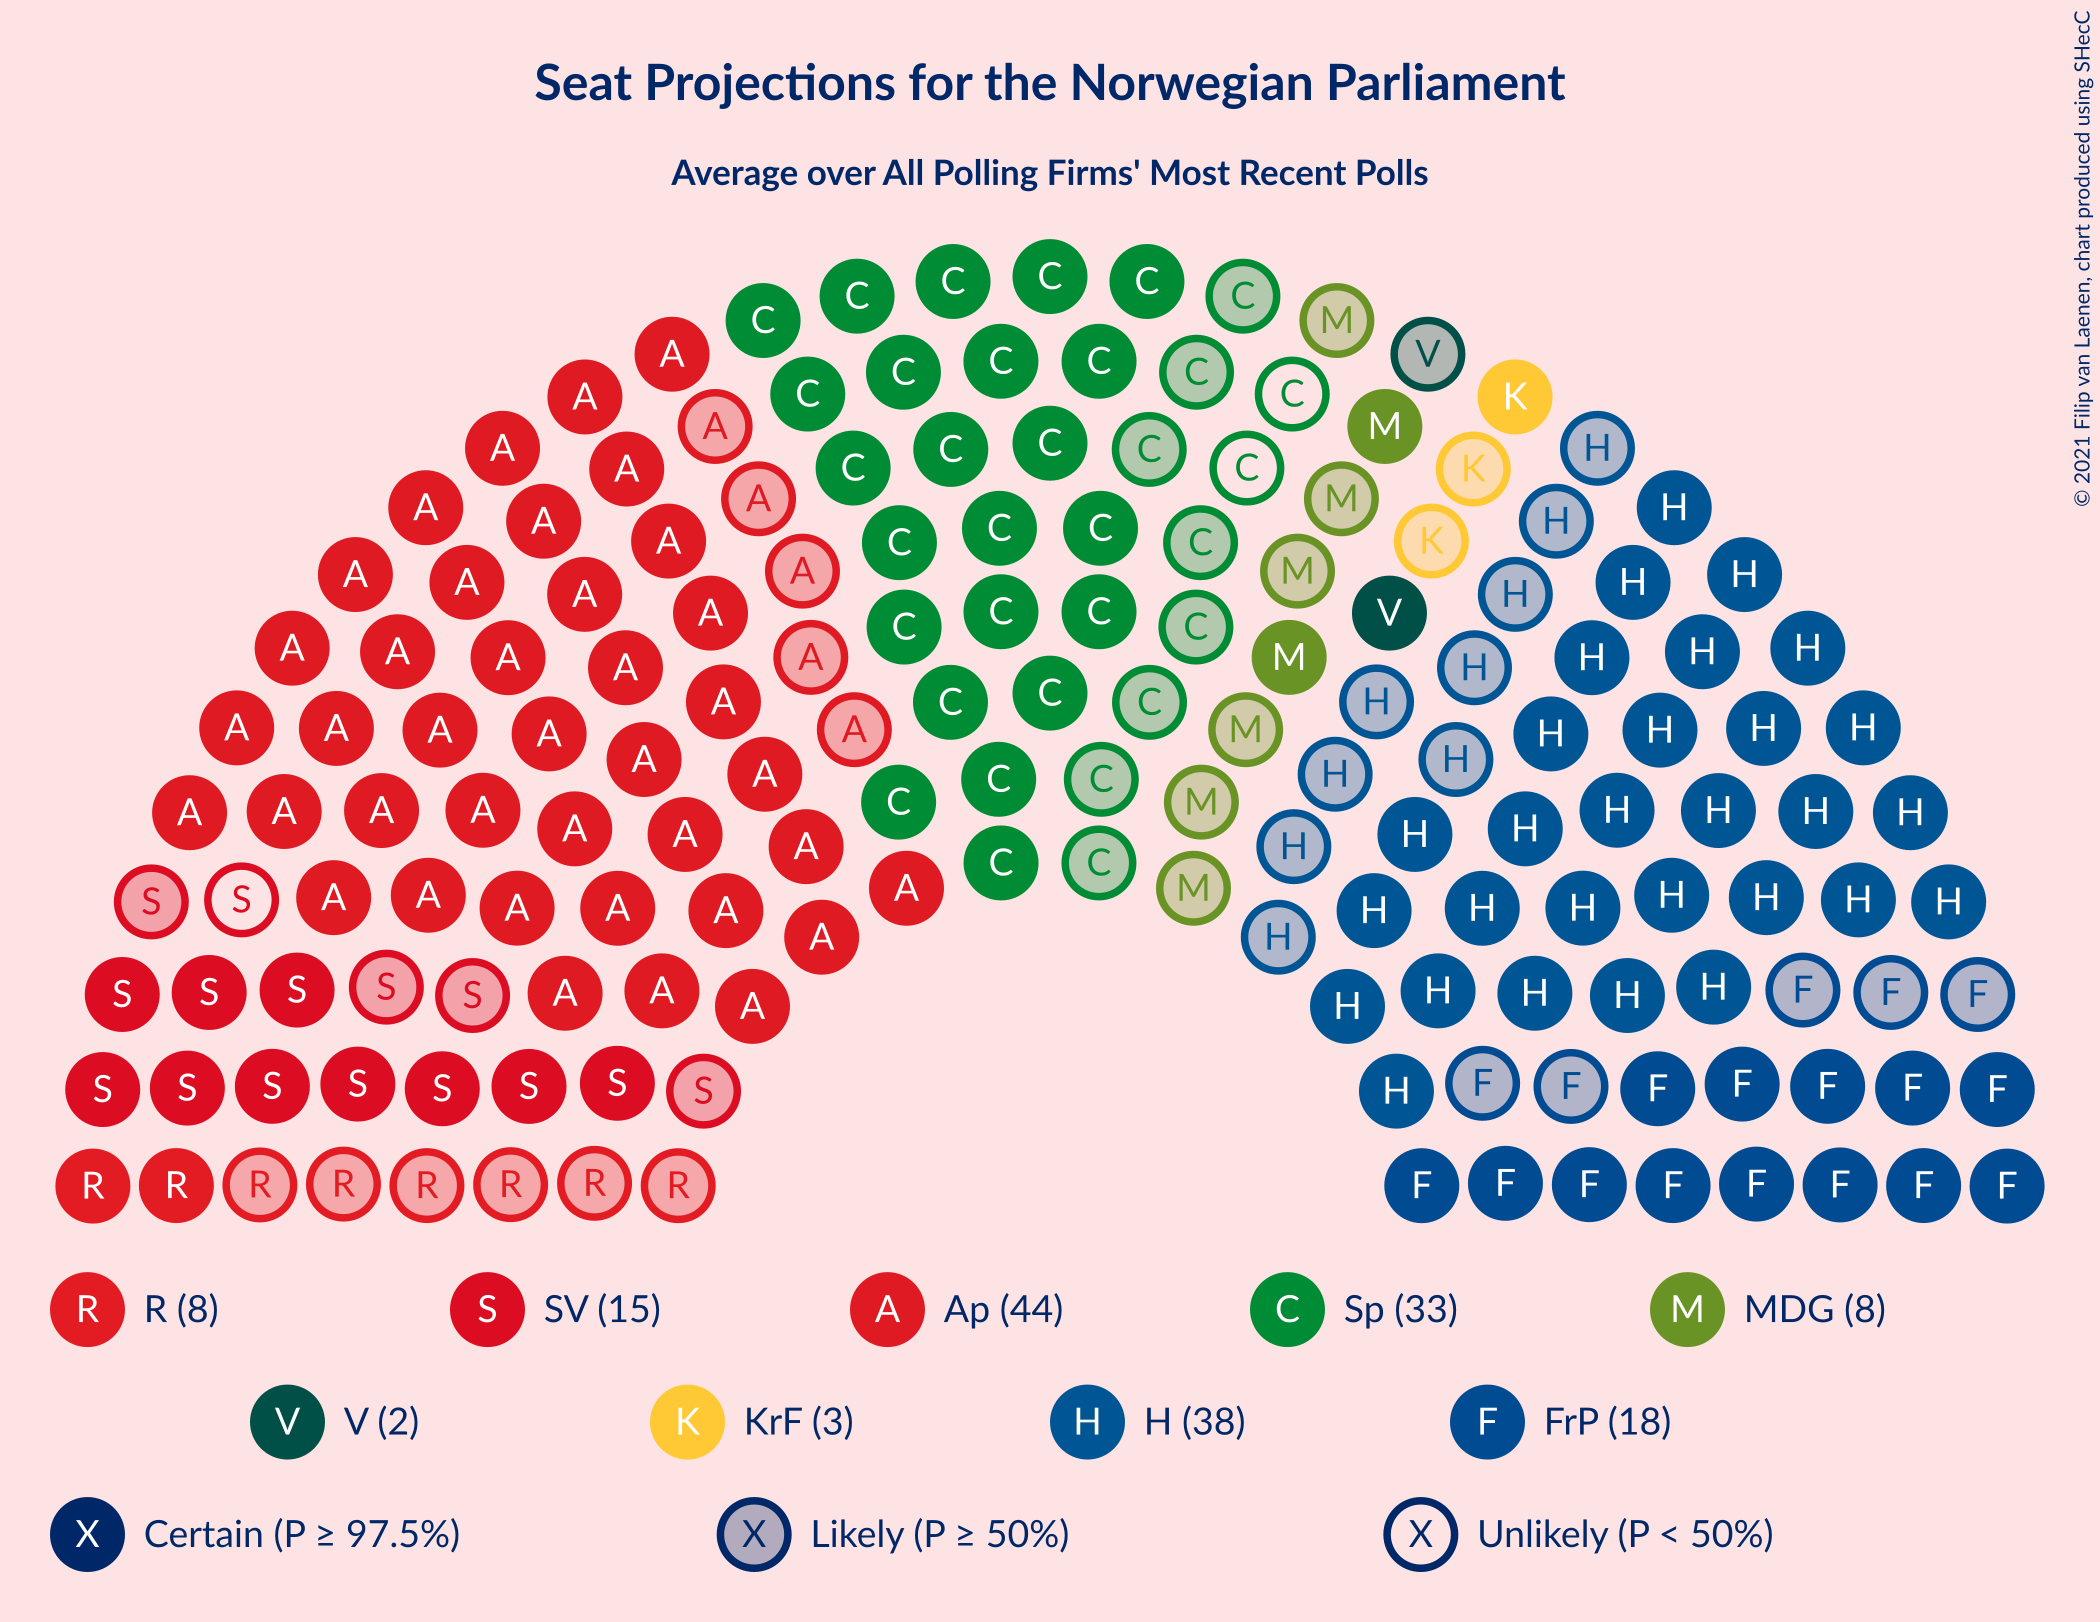 Seat Projections for the Norwegian Parliament
Average over All Polling Firms' Most Recent Polls
© 2021 Filip van Laenen, chart produced using SHecC
C C C C C C M
A C C C C C C V
A A C C C C C M K
A A A C C C C M K H
A A A A C C C C M K H H
A A A A A C C C M V H H H
A A A A A A C C C M H H H H H
A A A A A A C C M H H H H H H
A A A A A A A A M H H H H H H H
S S A A A A A A H H H H H H H H
S S S S S A A A H H H H H F F F
S S S S S S S S H F F F F F F F
R R R R R R R R F F F F F F F F
R R (8) S SV (15) A Ap (44) C Sp (33) M MDG (8)
V V (2) K KrF (3) H H (38) F FrP (18)
X Certain (P ≥ 97.5%) X Likely (P ≥ 50%) X Unlikely (P < 50%)